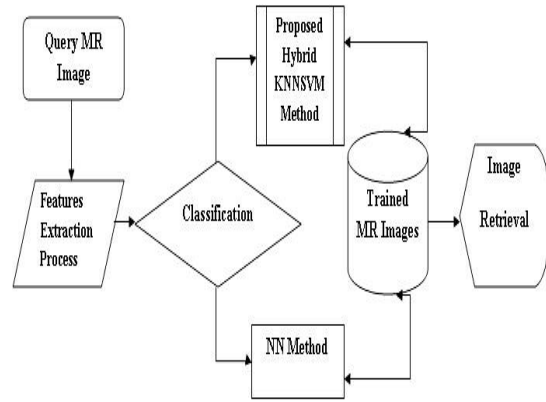 Query MR
Image
Features
Extraction
Process
Classification
Proposed
Hybrid
KNNSVM
Method
NN Method
Trained
MR Images
Image
Retrieval